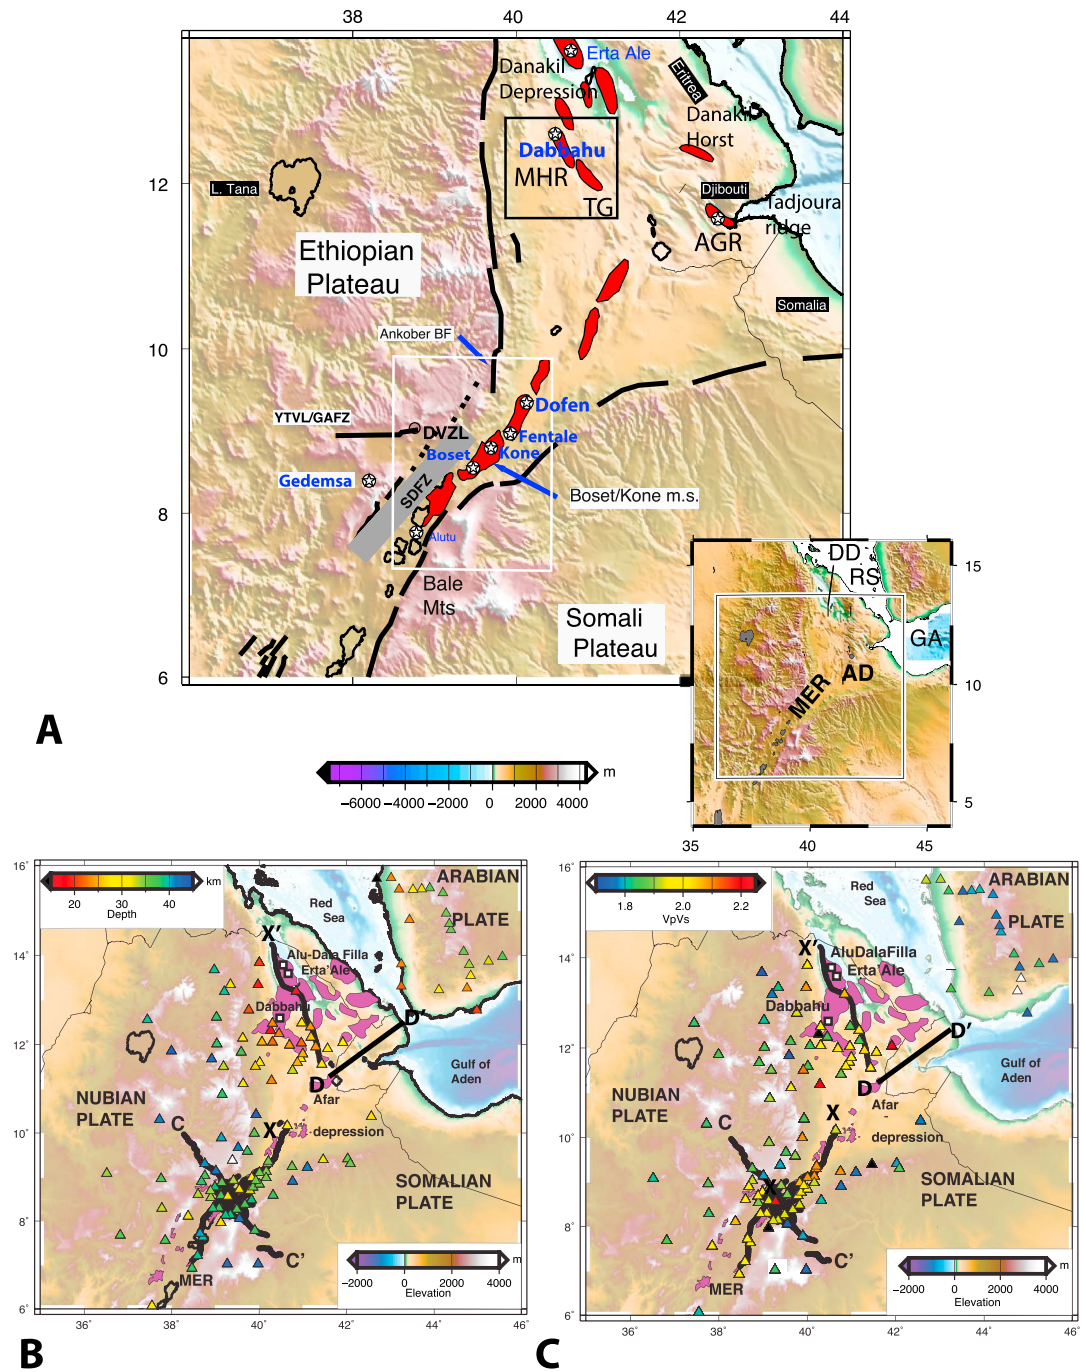 38 40 42 44
Erta Ale
Danakil
Depression
Eritrea
Danakil
Horst
Dabbahu
MHR
TG
12
L. Tana
Djibouti
Tadjoura
ridge
AGR
Ethiopian
Plateau
Somalia
Ankober BF
10
YTVL/GAFZ
DVZL
Dofen
Fentale
Boset
Kone
Gedemsa
SDFZ
Boset/Kone m.s.
8
Alutu
Bale
Mts
Somali
Plateau
6
A
DD
RS
15
GA
AD
MER
10
5
35 40 45
m
−6000 −4000 −2000 0 2000 4000
16°
km
20 30 40
Depth
ARABIAN
PLATE
Red
Sea
X'
14°
Alu-Dala Filla
Erta Ale
Dabbahu
D'
12°
Gulf of
Aden
NUBIAN
PLATE
D
Afar
C
X
10°
depression
SOMALIAN
PLATE
8°
C'
MER
m
−2000 0 2000 4000
Elevation
6°
36° 38° 40° 42° 44° 46°
B
16°
1.8 2.0 2.2
VpVs
ARABIAN
PLATE
Red
Sea
X'
14°
AluDalaFilla
Erta Ale
Dabbahu
D'
12°
Gulf of
Aden
NUBIAN
PLATE
D
Afar
C
X
10°
depression
X
SOMALIAN
PLATE
8°
C'
MER
m
−2000 0 2000 4000
Elevation
6°
36° 38° 40° 42° 44° 46°
C